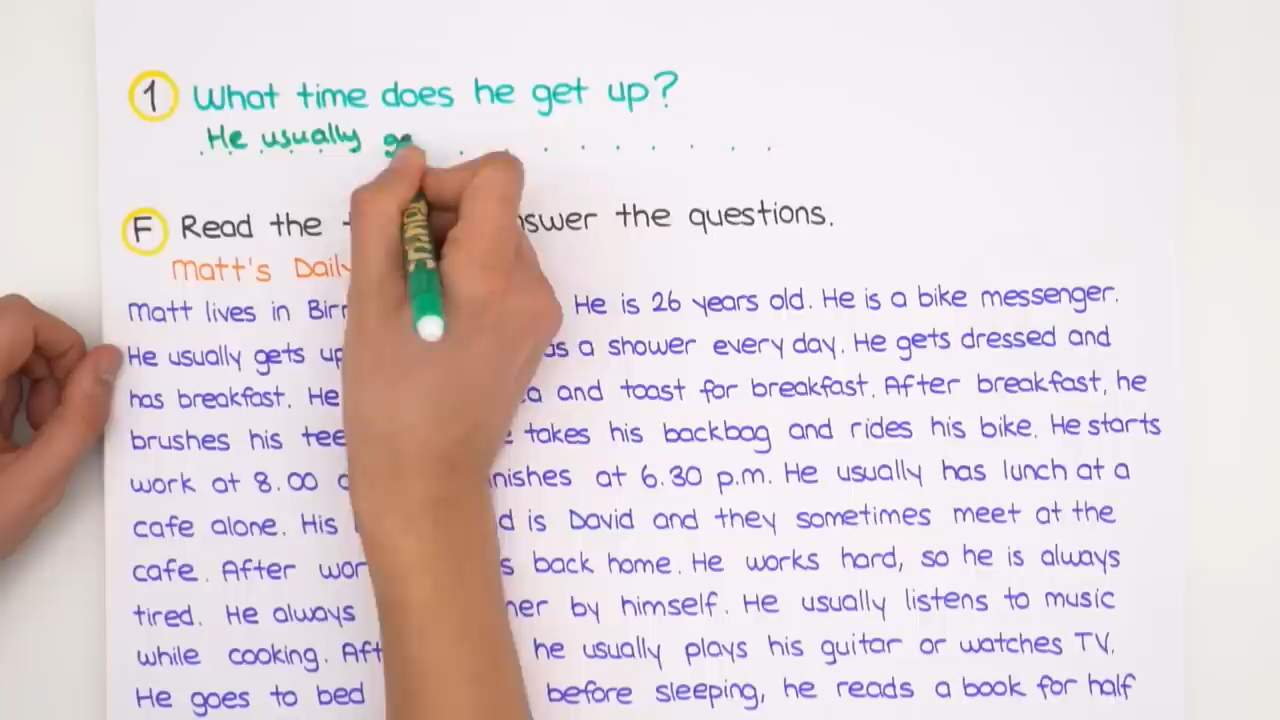 1 What time does he get up?
He usually
F Read the answer the questions.
Matt's Daily
Matt lives in He is 26 years old. He is a bike messenger.
He usually gets up a shower every day. He gets dressed and
has breakfast. He and toast for breakfast. After breakfast, he
brushes his takes his backbag and rides his bike. He starts
work at 8.00 finishes at 6.30 p.m. He usually has lunch at a
cafe alone. His is David and they sometimes meet at the
cafe. After back home. He works hard, so he is always
tired. He always by himself. He usually listens to music
while cooking. he usually plays his guitar or watches TV.
He goes to bed before sleeping, he reads a book for half